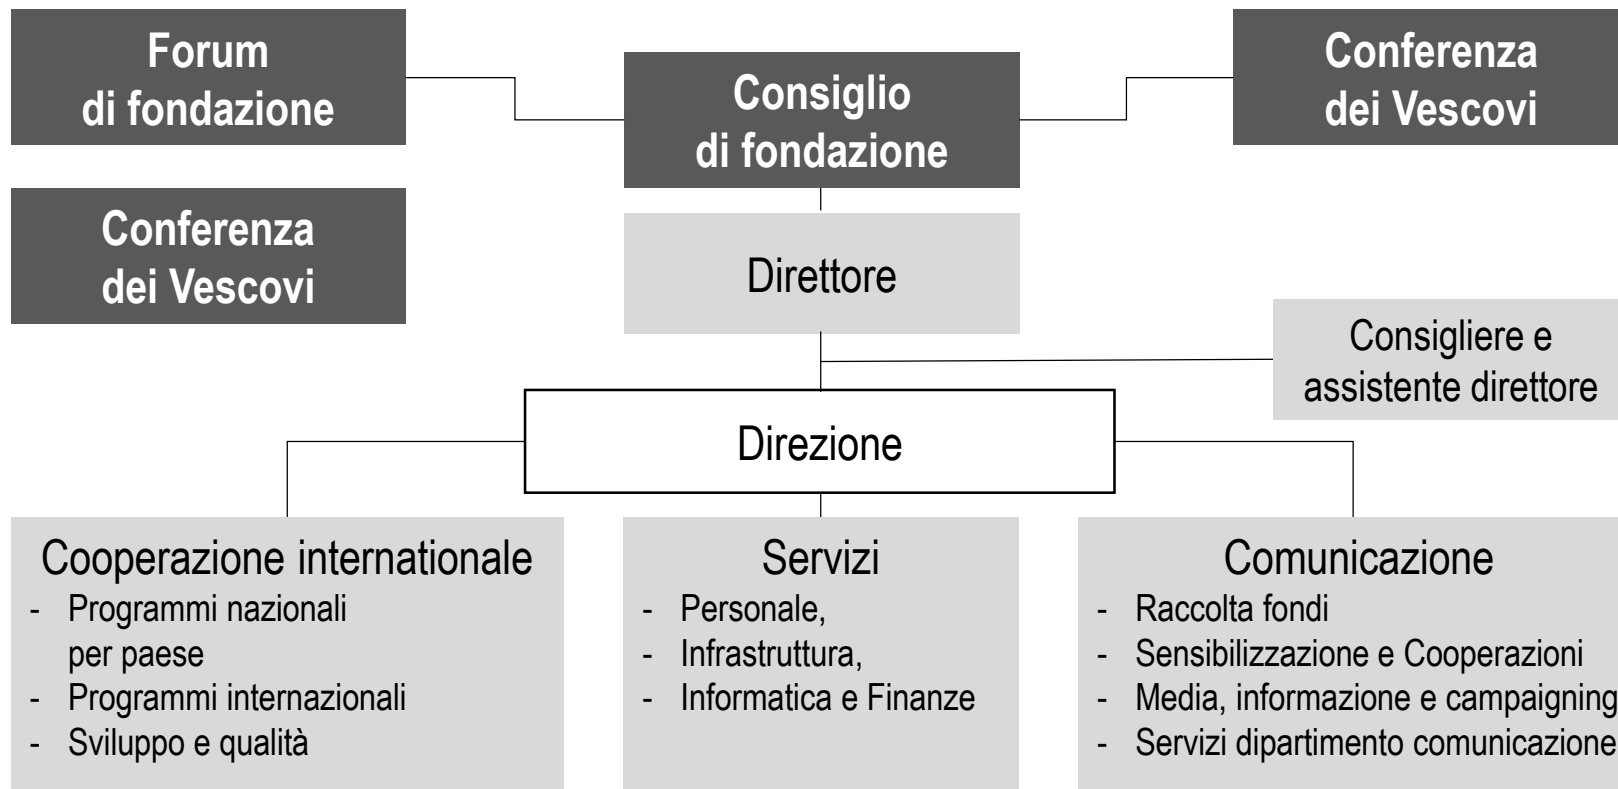 Forum
di fondazione
Consiglio
di fondazione
Conferenza
dei Vescovi
Conferenza
dei Vescovi
Direttore
Consigliere e
assistente direttore
Direzione
Cooperazione internationale
- Programmi nazionali
per paese
- Programmi internazionali
- Sviluppo e qualità
Servizi
- Personale,
- Infrastruttura,
- Informatica e Finanze
Comunicazione
- Raccolta fondi
- Sensibilizzazione e Cooperazioni
- Media, informazione e campaigning
- Servizi dipartimento comunicazione